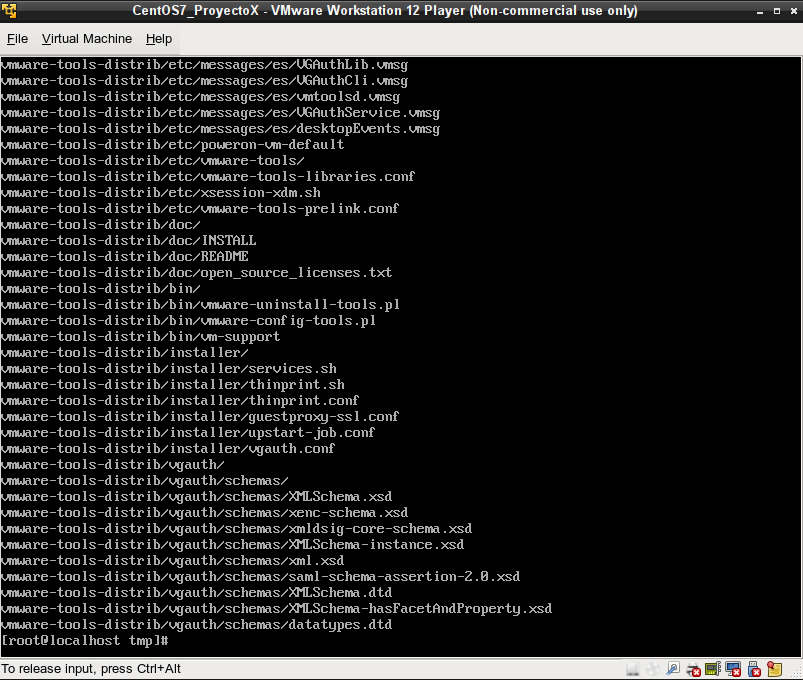 CentOS7_ProyectoX - VMware Workstation 12 Player (Non-commercial use only)
File Virtual Machine Help
vmware-tools-distrib/etc/messages/es/VGAuthLib.vmsg
vmware-tools-distrib/etc/messages/es/VGAuthCli.vmsg
vmware-tools-distrib/etc/messages/es/vmtoolsd.vmsg
vmware-tools-distrib/etc/messages/es/VGAuthService.vmsg
vmware-tools-distrib/etc/messages/es/desktopEvents.vmsg
vmware-tools-distrib/etc/poweron-vm-default
vmware-tools-distrib/etc/vmware-tools/
vmware-tools-distrib/etc/vmware-tools-libraries.conf
vmware-tools-distrib/etc/xsession-xdm.sh
vmware-tools-distrib/etc/vmware-tools-prelink.conf
vmware-tools-distrib/doc/
vmware-tools-distrib/doc/INSTALL
vmware-tools-distrib/doc/README
vmware-tools-distrib/doc/open_source_licenses.txt
vmware-tools-distrib/bin/
vmware-tools-distrib/bin/vmware-uninstall-tools.pl
vmware-tools-distrib/bin/vmware-config-tools.pl
vmware-tools-distrib/bin/vm-support
vmware-tools-distrib/installer/
vmware-tools-distrib/installer/services.sh
vmware-tools-distrib/installer/thinprint.sh
vmware-tools-distrib/installer/thinprint.conf
vmware-tools-distrib/installer/guestproxy-ssl.conf
vmware-tools-distrib/installer/upstart-job.conf
vmware-tools-distrib/installer/vgauth.conf
vmware-tools-distrib/vgauth/
vmware-tools-distrib/vgauth/schemas/
vmware-tools-distrib/vgauth/schemas/XMLSchema.xsd
vmware-tools-distrib/vgauth/schemas/xenc-schema.xsd
vmware-tools-distrib/vgauth/schemas/xmldsig-core-schema.xsd
vmware-tools-distrib/vgauth/schemas/XMLSchema-instance.xsd
vmware-tools-distrib/vgauth/schemas/xml.xsd
vmware-tools-distrib/vgauth/schemas/saml-schema-assertion-2.0.xsd
vmware-tools-distrib/vgauth/schemas/XMLSchema.dtd
vmware-tools-distrib/vgauth/schemas/XMLSchema-hasFacetAndProperty.xsd
vmware-tools-distrib/vgauth/schemas/datatypes.dtd
[root@localhost tmp]#
To release input, press Ctrl+Alt